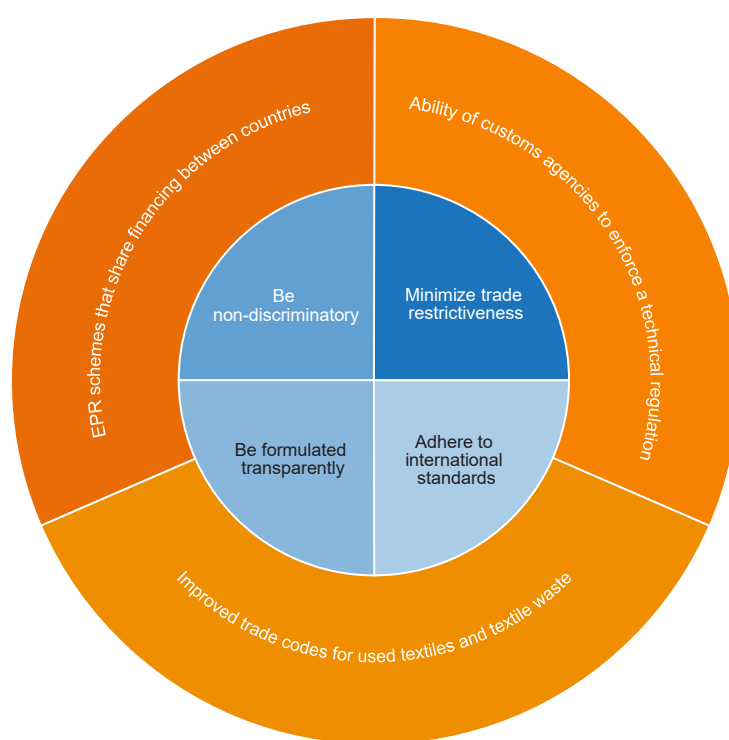 EPR schemes that share financing between countries
Ability of customs agencies to enforce a technical regulation
Be
non-discriminatory
Minimize trade
restrictiveness
Be formulated
transparently
Adhere to
international
standards
Improved trade codes for used textiles and textile waste